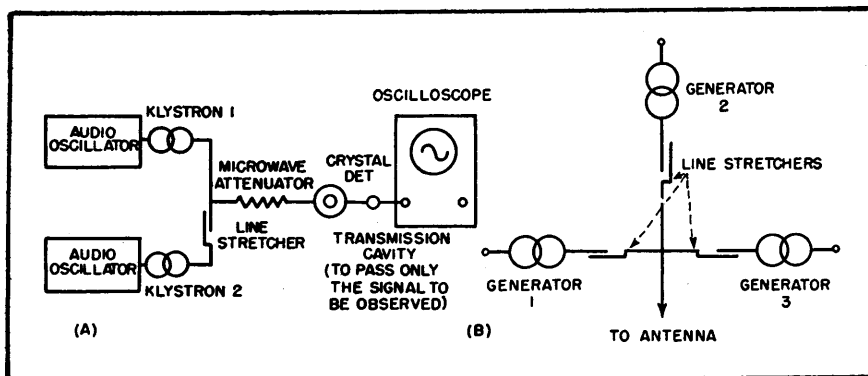 AUDIO
OSCILLATOR
KLYSTRON 1
AUDIO
OSCILLATOR
KLYSTRON 2
MICROWAVE
ATTENUATOR
LINE
STRETCHER
CRYSTAL
DET
OSCILLOSCOPE
TRANSMISSION
CAVITY
(TO PASS ONLY
THE SIGNAL TO
BE OBSERVED)
(A)
GENERATOR
2
LINE STRETCHERS
GENERATOR
1
GENERATOR
3
TO ANTENNA
(B)